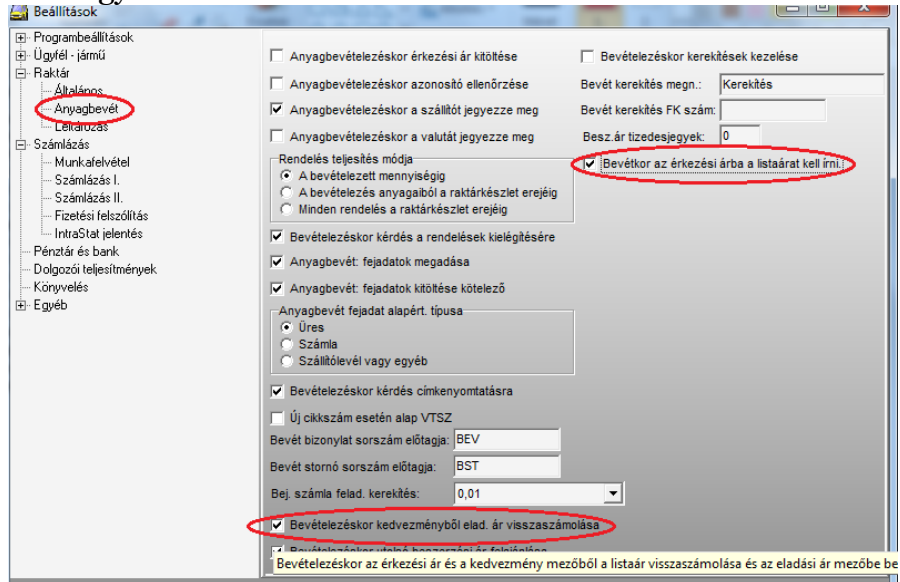 Beállítások
Programbeállítások
Ügyfél - jármű
Raktár
Általános
Anyagbevét
Leltározás
Számlázás
Munkafelvétel
Számlázás I.
Számlázás II.
Fizetési felszólítás
IntraStat jelentés
Pénztár és bank
Dolgozói teljesítmények
Könyvelés
Egyéb
Anyagbevételezéskor érkezési ár kitöltése
Anyagbevételezéskor azonosító ellenőrzése
Anyagbevételezéskor a szállítót jegyezze meg
Anyagbevételezéskor a valutát jegyezze meg
Rendelés teljesítés módja
A bevételezett mennyiségig
A bevételezés anyagaiból a raktárkészlet erejéig
Minden rendelés a raktárkészlet erejéig
Bevételezéskor kérdés a rendelések kielégítésére
Anyagbevét: fejadatok megadása
Anyagbevét: fejadatok kitöltése kötelező
Anyagbevét fejadat alapért. típusa
Üres
Számla
Szállítólevél vagy egyéb
Bevételezéskor kérdés címkenyomtatásra
Új cikkszám esetén alap VTSZ
Bevét bizonylat sorszám előtagja: BEV
Bevét stornó sorszám előtagja: BST
Bej. számla felad. kerekítés: 0,01
Bevételezéskor kedvezményből elad. ár visszaszámolása
Bevételezéskor utolsó beszerzési ár felajánlása
Bevételezéskor az érkezési ár és a kedvezmény mezőből a listaár visszaszámolása és az eladási ár mezőbe be
Bevételezéskor kerekítések kezelése
Bevét kerekítés megn.: Kerekítés
Bevét kerekítés FK szám:
Besz.ár tizedesjegyek: 0
Bevétkor az érkezési árba a listaárat kell írni.